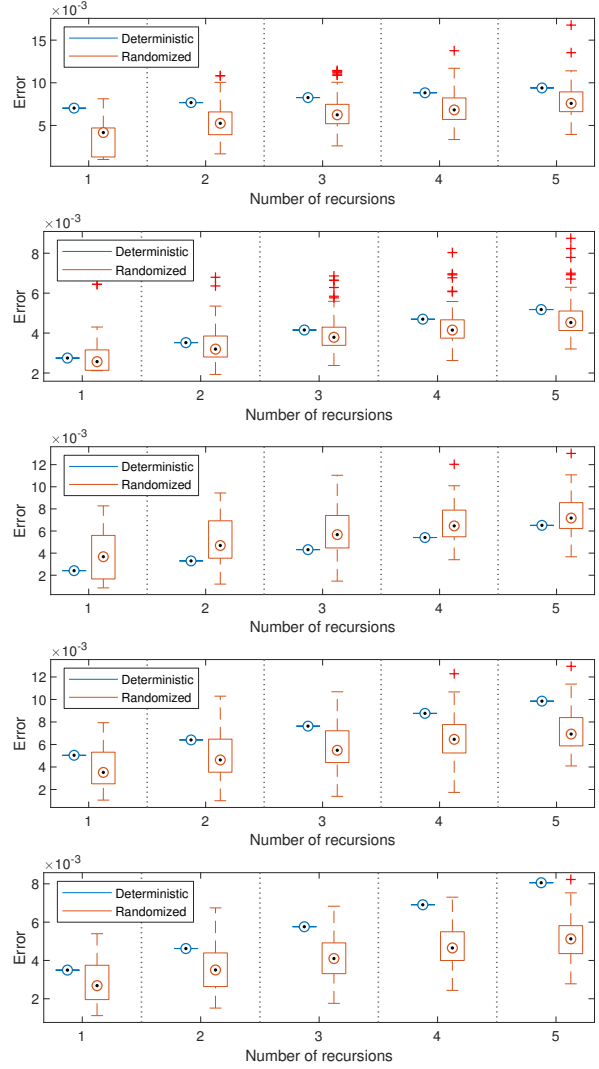 ×10⁻³
15
10
5
Error
Deterministic
Randomized
1 2 3 4 5
Number of recursions
×10⁻³
8
6
4
2
Error
Deterministic
Randomized
1 2 3 4 5
Number of recursions
×10⁻³
12
10
8
6
4
2
Error
Deterministic
Randomized
1 2 3 4 5
Number of recursions
×10⁻³
12
10
8
6
4
2
Error
Deterministic
Randomized
1 2 3 4 5
Number of recursions
×10⁻³
8
6
4
2
Error
Deterministic
Randomized
1 2 3 4 5
Number of recursions